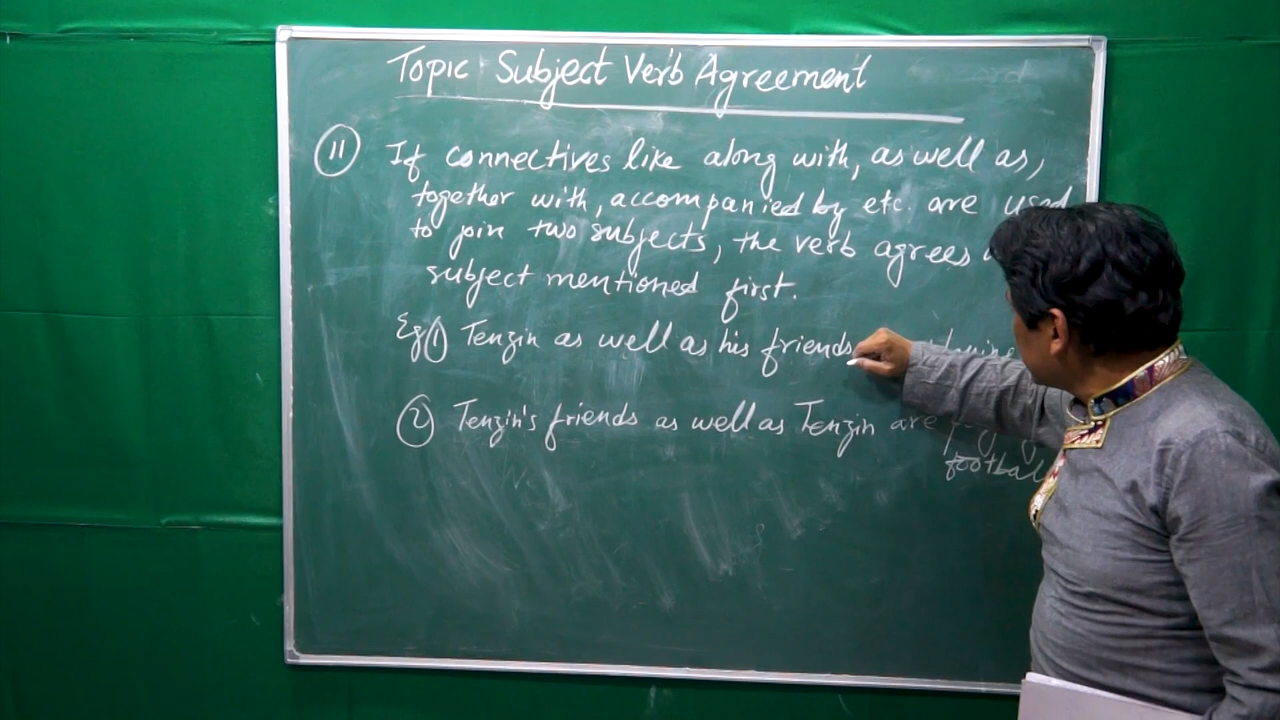 Topic Subject Verb Agreement
11 If connectives like along with, as well as,
together with, accompanied by etc. are used
to join two subjects, the verb agrees
subject mentioned first.
Eg 1 Tenzin as well as his friends
2 Tenzin's friends as well as Tenzin are
football